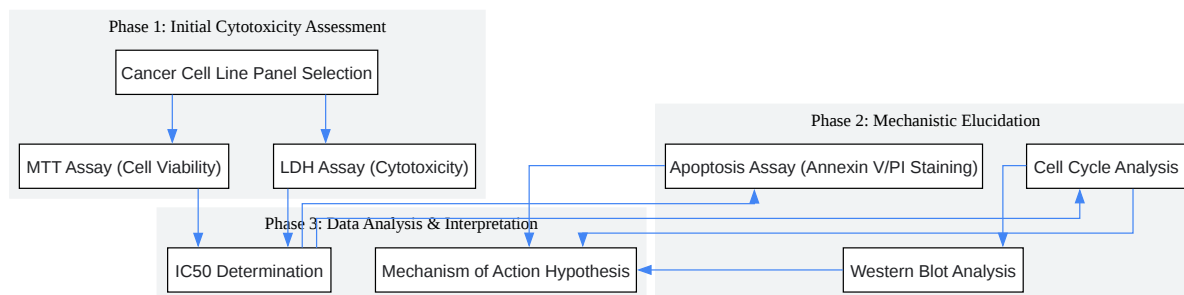 Phase 1: Initial Cytotoxicity Assessment
Cancer Cell Line Panel Selection
MTT Assay (Cell Viability)
LDH Assay (Cytotoxicity)
Phase 2: Mechanistic Elucidation
Apoptosis Assay (Annexin V/PI Staining)
Cell Cycle Analysis
Western Blot Analysis
Phase 3: Data Analysis & Interpretation
IC50 Determination
Mechanism of Action Hypothesis